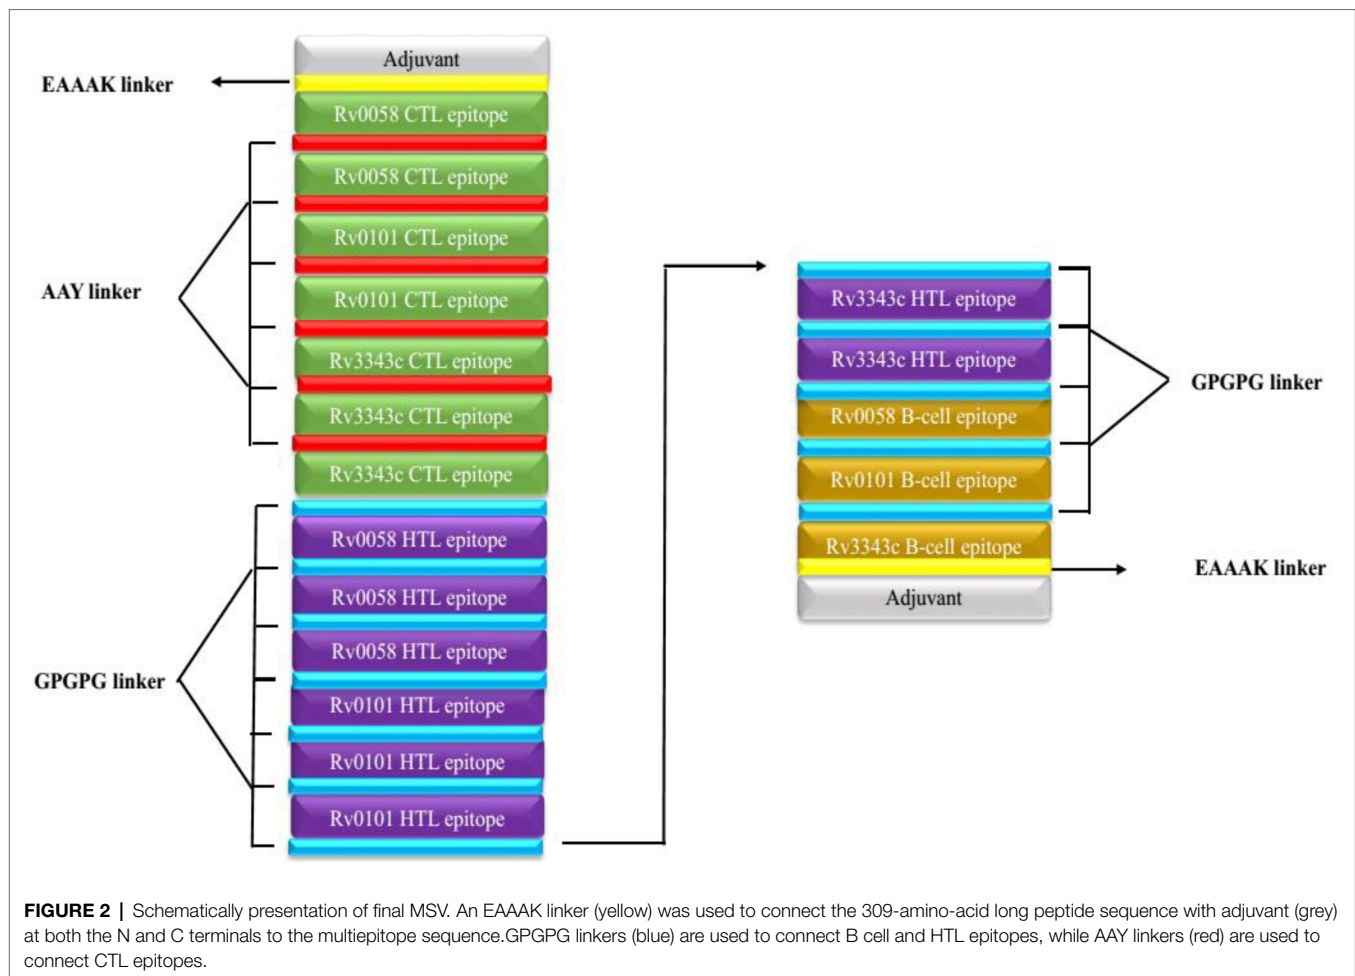 Adjuvant
EAAAK linker
Rv0058 CTL epitope
Rv0058 CTL epitope
Rv0101 CTL epitope
AAY linker
Rv0101 CTL epitope
Rv3343c CTL epitope
Rv3343c CTL epitope
Rv3343c CTL epitope
Rv0058 HTL epitope
Rv0058 HTL epitope
Rv0058 HTL epitope
GPGPG linker
Rv0101 HTL epitope
Rv0101 HTL epitope
Rv0101 HTL epitope
Rv3343c HTL epitope
Rv3343c HTL epitope
GPGPG linker
Rv0058 B-cell epitope
Rv0101 B-cell epitope
Rv3343c B-cell epitope
EAAAK linker
Adjuvant
FIGURE 2 | Schematically presentation of final MSV. An EAAAK linker (yellow) was used to connect the 309-amino-acid long peptide sequence with adjuvant (grey)
at both the N and C terminals to the multiepitope sequence.GPGPG linkers (blue) are used to connect B cell and HTL epitopes, while AAY linkers (red) are used to
connect CTL epitopes.